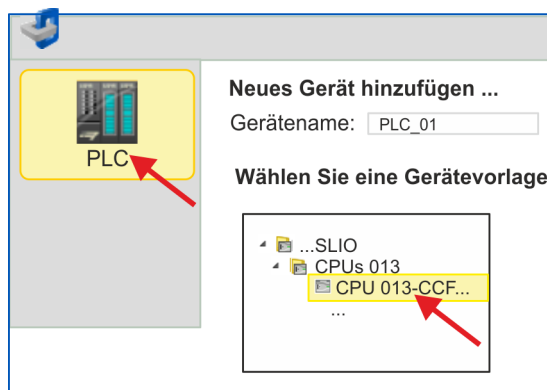 PLC
Neues Gerät hinzufügen ...
Gerätename: PLC_01
Wählen Sie eine Gerätevorlage
...SLIO
CPUs 013
CPU 013-CCF...
...